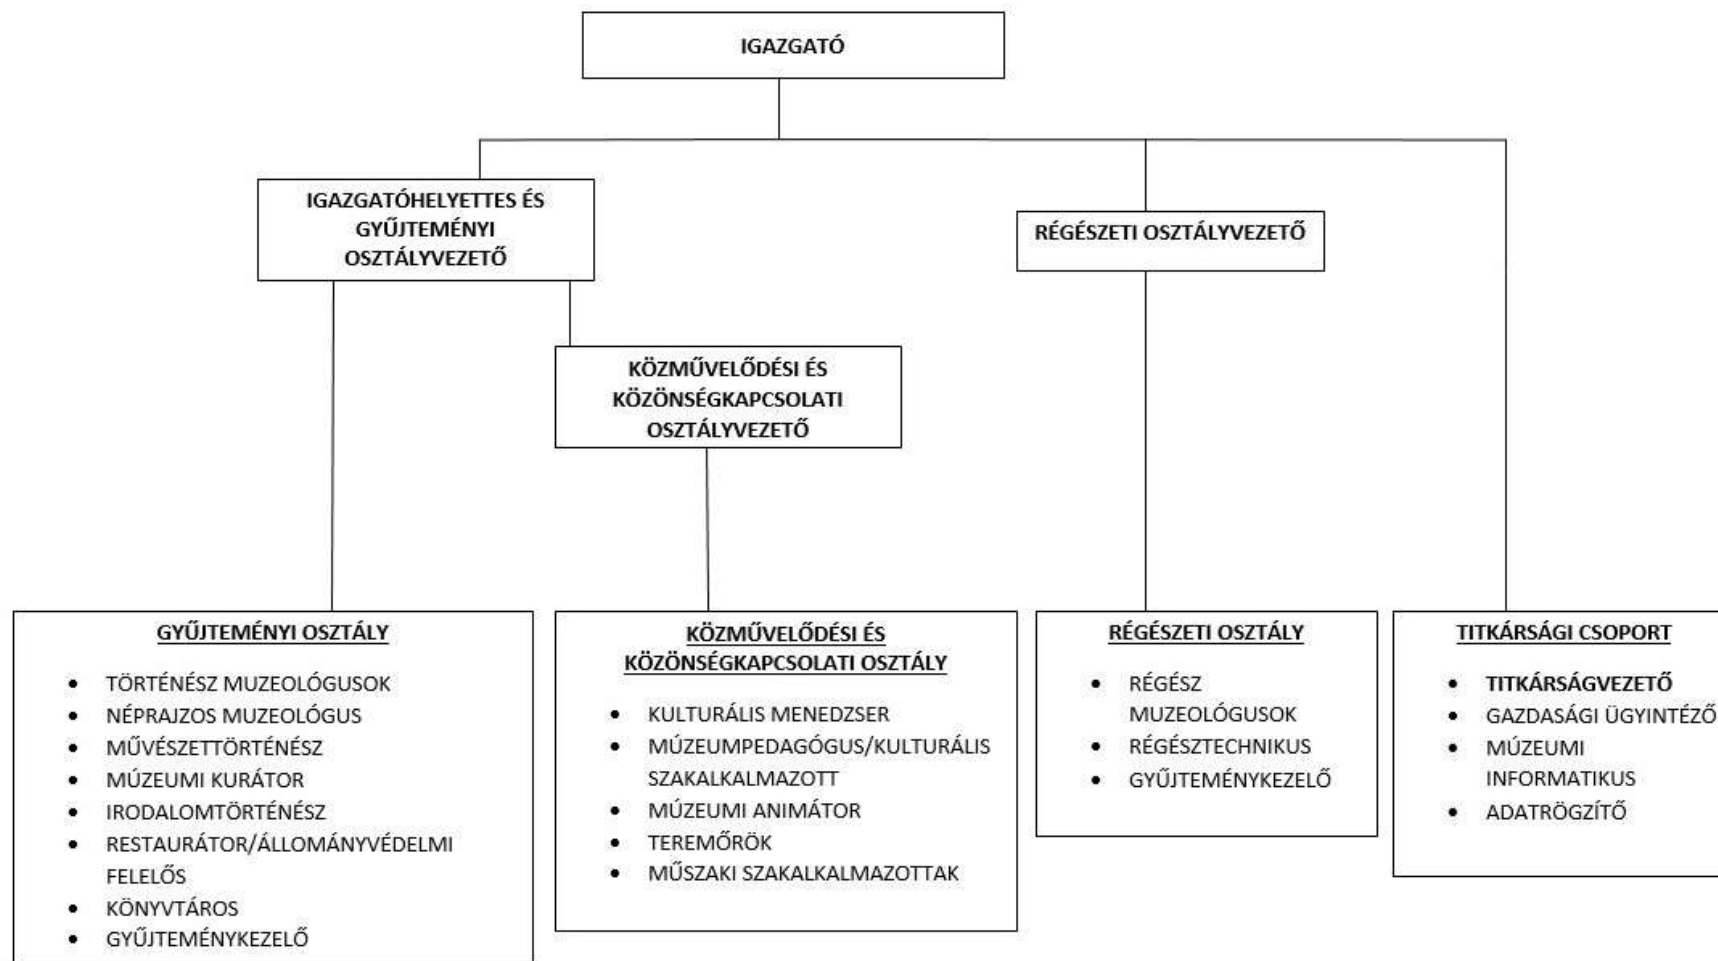 IGAZGATÓ
IGAZGATÓHELYETTES ÉS
GYŰJTEMÉNYI
OSZTÁLYVEZETŐ
RÉGÉSZETI OSZTÁLYVEZETŐ
KÖZMŰVELŐDÉSI ÉS
KÖZÖNSÉGKAPCSOLATI
OSZTÁLYVEZETŐ
GYŰJTEMÉNYI OSZTÁLY
• TÖRTÉNÉSZ MUZEOLÓGUSOK
• NÉPRAJZOS MUZEOLÓGUS
• MŰVÉSZETTÖRTÉNÉSZ
• MÚZEUMI KURÁTOR
• IRODALOMTÖRTÉNÉSZ
• RESTAURÁTOR/ÁLLOMÁNYVÉDELMI
FELELŐS
• KÖNYVTÁROS
• GYŰJTEMÉNYKEZELŐ
KÖZMŰVELŐDÉSI ÉS
KÖZÖNSÉGKAPCSOLATI OSZTÁLY
• KULTURÁLIS MENEDZSER
• MÚZEUMPEDAGÓGUS/KULTURÁLIS
SZAKALKALMAZOTT
• MÚZEUMI ANIMÁTOR
• TEREMŐRÖK
• MŰSZAKI SZAKALKALMAZOTTAK
RÉGÉSZETI OSZTÁLY
• RÉGÉSZ
MUZEOLÓGUSOK
• RÉGÉSZTECHNIKUS
• GYŰJTEMÉNYKEZELŐ
TITKÁRSÁGI CSOPORT
• TITKÁRSÁGVEZETŐ
• GAZDASÁGI ÜGYINTÉZŐ
• MÚZEUMI
INFORMATIKUS
• ADATRÖGZÍTŐ